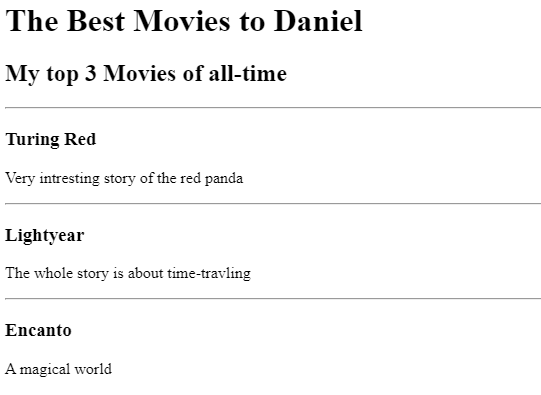 The Best Movies to Daniel
My top 3 Movies of all-time
Turing Red
Very intresting story of the red panda
Lightyear
The whole story is about time-travling
Encanto
A magical world